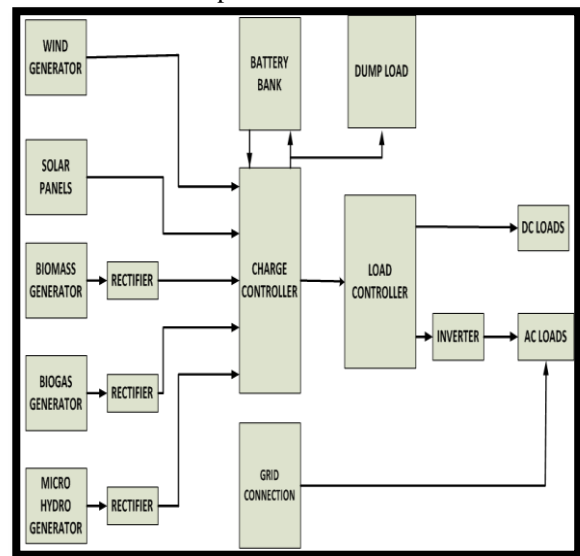 WIND
GENERATOR
BATTERY
BANK
DUMP LOAD
SOLAR
PANELS
BIOMASS
GENERATOR
RECTIFIER
CHARGE
CONTROLLER
LOAD
CONTROLLER
DC LOADS
INVERTER
AC LOADS
BIOGAS
GENERATOR
RECTIFIER
MICRO
HYDRO
GENERATOR
RECTIFIER
GRID
CONNECTION